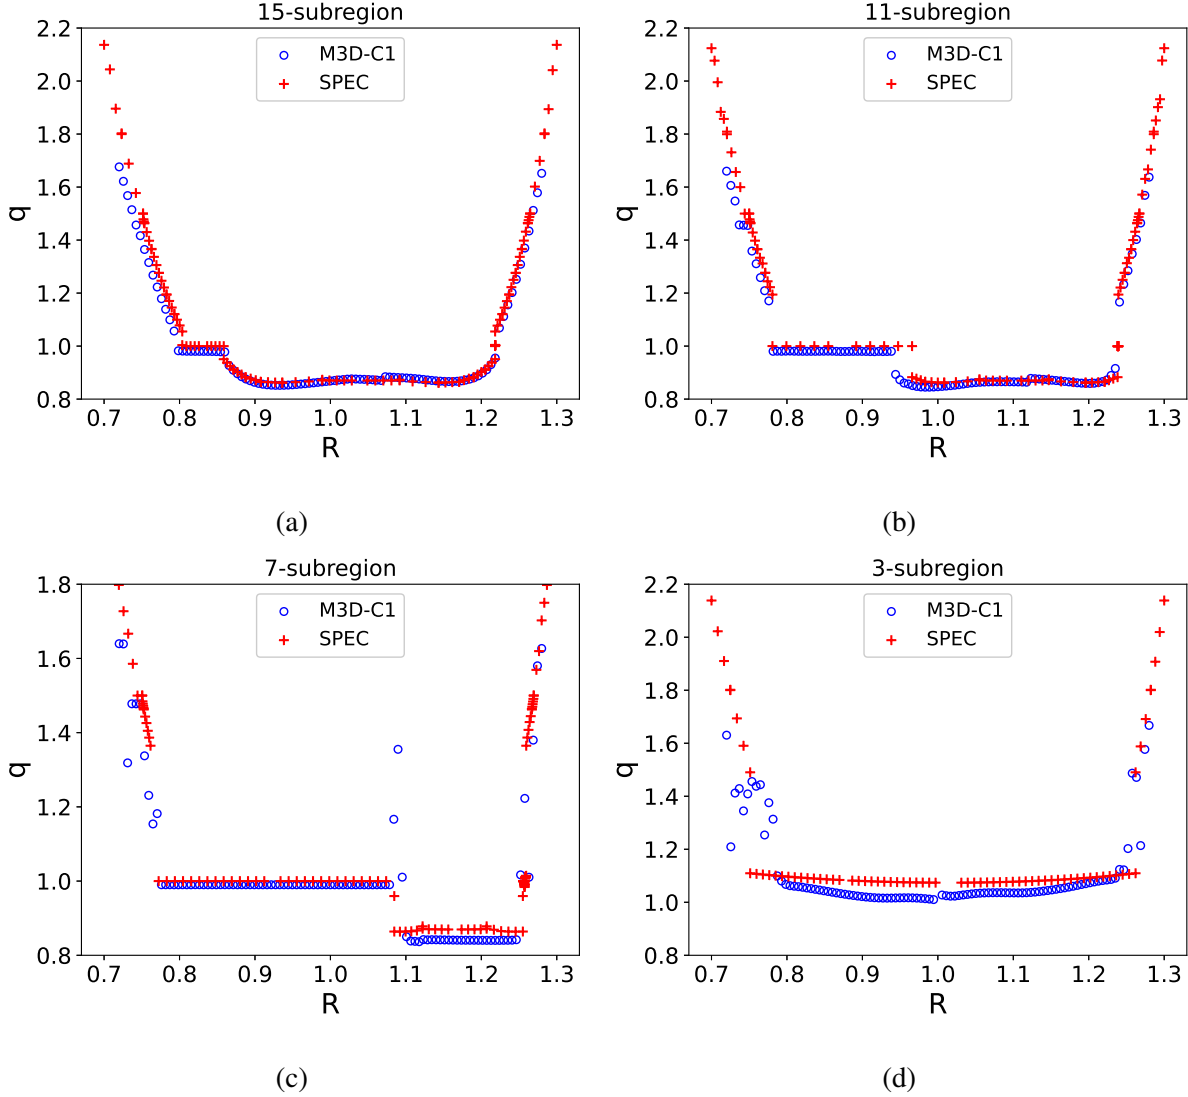 15-subregion
2.2
2.0
1.8
1.6
1.4
1.2
1.0
0.8
q
M3D-C1
SPEC
0.7 0.8 0.9 1.0 1.1 1.2 1.3
R
(a)
11-subregion
2.2
2.0
1.8
1.6
1.4
1.2
1.0
0.8
q
M3D-C1
SPEC
0.7 0.8 0.9 1.0 1.1 1.2 1.3
R
(b)
7-subregion
1.8
1.6
1.4
1.2
1.0
0.8
q
M3D-C1
SPEC
0.7 0.8 0.9 1.0 1.1 1.2 1.3
R
(c)
3-subregion
2.2
2.0
1.8
1.6
1.4
1.2
1.0
0.8
q
M3D-C1
SPEC
0.7 0.8 0.9 1.0 1.1 1.2 1.3
R
(d)